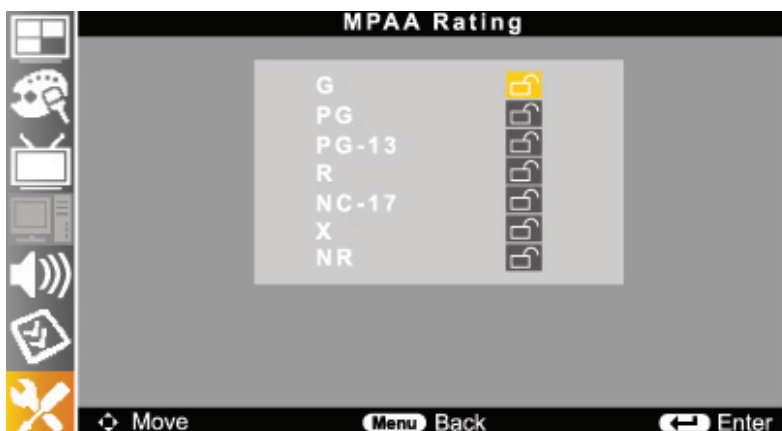 MPAA Rating
G
PG
PG-13
R
NC-17
X
NR
Move Menu Back Enter